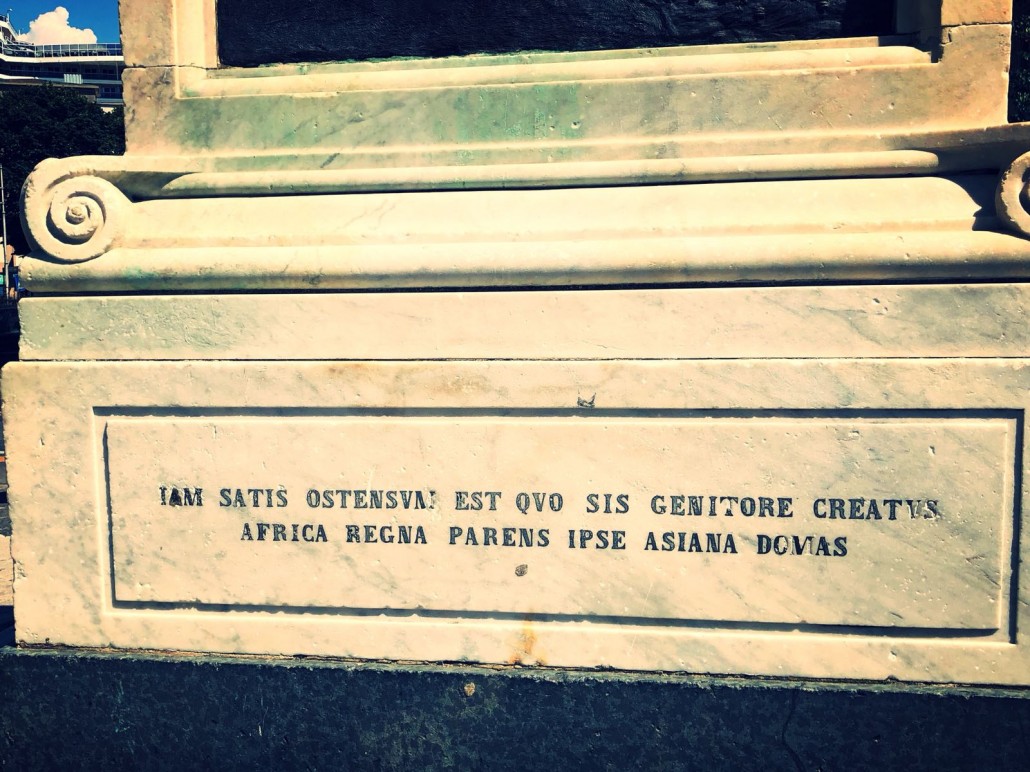 IAM SATIS OSTENSVM EST QVO SIS GENITORE CREATVS
AFRICA REGNA PARENS IPSE ASIANA DOMAS